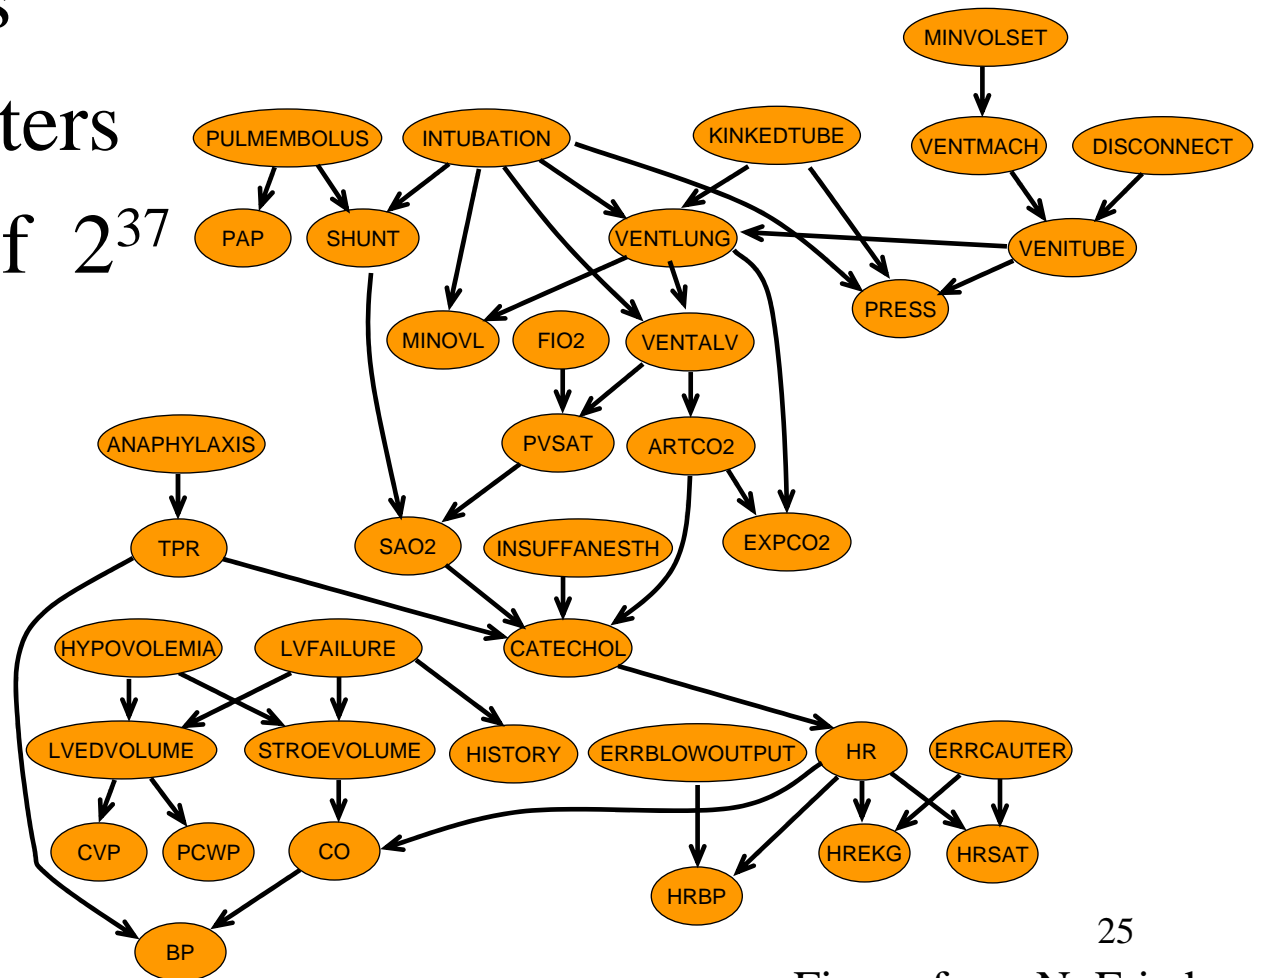 s
ters
f 2^37
MINVOLSET
PULMEMBOLUS INTUBATION KINKEDTUBE VENTMACH DISCONNECT
PAP SHUNT VENTLUNG VENITUBE
PRESS
MINOVL FIO2 VENTALV
ANAPHYLAXIS PVSAT ARTCO2
TPR SAO2 INSUFFANESTH EXPCO2
HYPOVOLEMIA LVFAILURE CATECHOL
LVEDVOLUME STROEVOLUME HISTORY ERRBLOWOUTPUT HR ERRCAUTER
CVP PCWP CO HREKG HRSAT
HRBP
BP
25